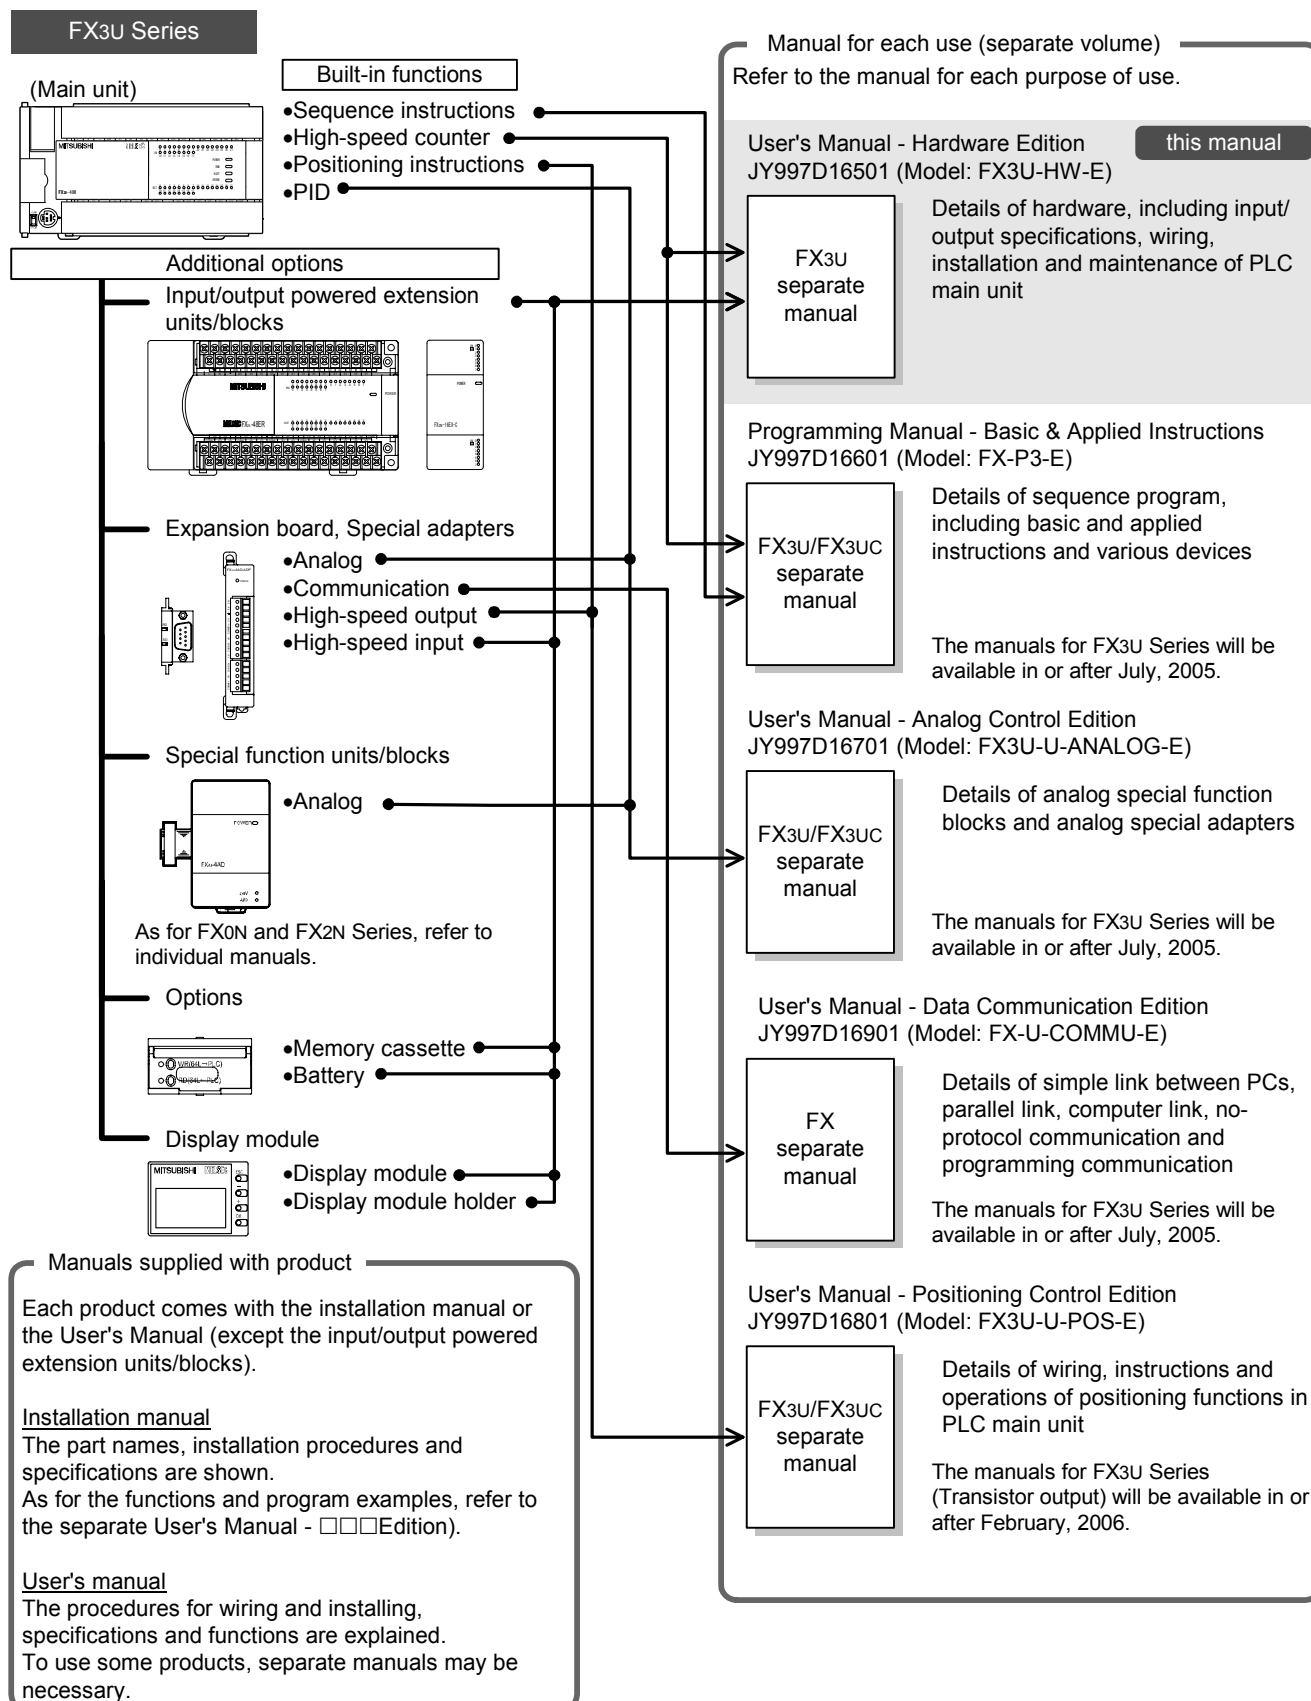 FX3U Series
(Main unit)
Built-in functions
•Sequence instructions
•High-speed counter
•Positioning instructions
•PID
MITSUBISHI
Additional options
Input/output powered extension
units/blocks
MITSUBISHI
POWER
Expansion board, Special adapters
•Analog
•Communication
•High-speed output
•High-speed input
Special function units/blocks
•Analog
POWER
As for FX0N and FX2N Series, refer to
individual manuals.
Options
•Memory cassette
•Battery
Display module
MITSUBISHI
•Display module
•Display module holder
Manuals supplied with product
Each product comes with the installation manual or
the User's Manual (except the input/output powered
extension units/blocks).
Installation manual
The part names, installation procedures and
specifications are shown.
As for the functions and program examples, refer to
the separate User's Manual - □□□Edition).
User's manual
The procedures for wiring and installing,
specifications and functions are explained.
To use some products, separate manuals may be
necessary.
Manual for each use (separate volume)
Refer to the manual for each purpose of use.
User's Manual - Hardware Edition
this manual
JY997D16501 (Model: FX3U-HW-E)
FX3U
separate
manual
Details of hardware, including input/
output specifications, wiring,
installation and maintenance of PLC
main unit
Programming Manual - Basic & Applied Instructions
JY997D16601 (Model: FX-P3-E)
FX3U/FX3UC
separate
manual
Details of sequence program,
including basic and applied
instructions and various devices
The manuals for FX3U Series will be
available in or after July, 2005.
User's Manual - Analog Control Edition
JY997D16701 (Model: FX3U-U-ANALOG-E)
FX3U/FX3UC
separate
manual
Details of analog special function
blocks and analog special adapters
The manuals for FX3U Series will be
available in or after July, 2005.
User's Manual - Data Communication Edition
JY997D16901 (Model: FX-U-COMMU-E)
FX
separate
manual
Details of simple link between PCs,
parallel link, computer link, no-
protocol communication and
programming communication
The manuals for FX3U Series will be
available in or after July, 2005.
User's Manual - Positioning Control Edition
JY997D16801 (Model: FX3U-U-POS-E)
FX3U/FX3UC
separate
manual
Details of wiring, instructions and
operations of positioning functions in
PLC main unit
The manuals for FX3U Series
(Transistor output) will be available in or
after February, 2006.